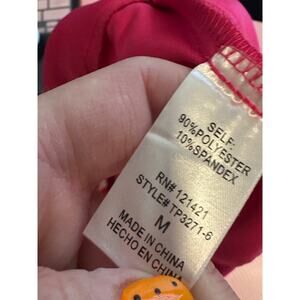 SELF-
90%POLYESTER
10%SPANDEX
RN# 121421
STYLE# TP3271-6
M
MADE IN CHINA
HECHO EN CHINA